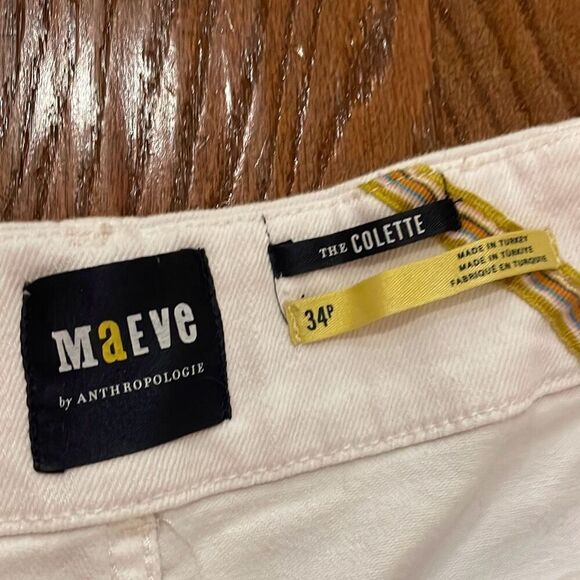 MaEVe
by ANTHROPOLOGIE
THE COLETTE
34P
MADE IN TURKEY
MADE IN TÜRKİYE
FABRIQUÉ EN TURQUIE